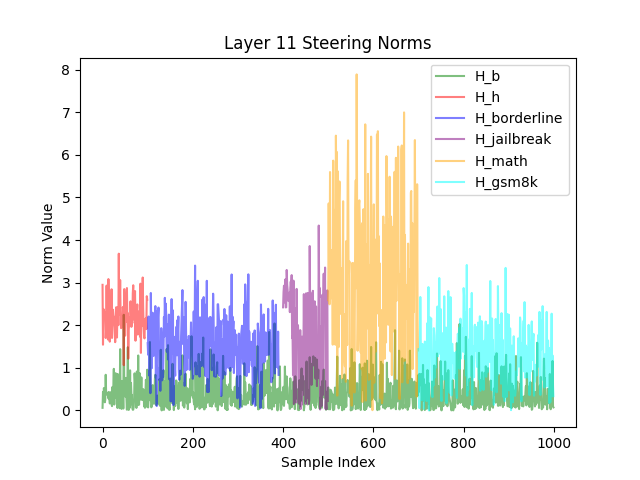 Layer 11 Steering Norms
H_b
H_h
H_borderline
H_jailbreak
H_math
H_gsm8k
Norm Value
8
7
6
5
4
3
2
1
0
0 200 400 600 800 1000
Sample Index